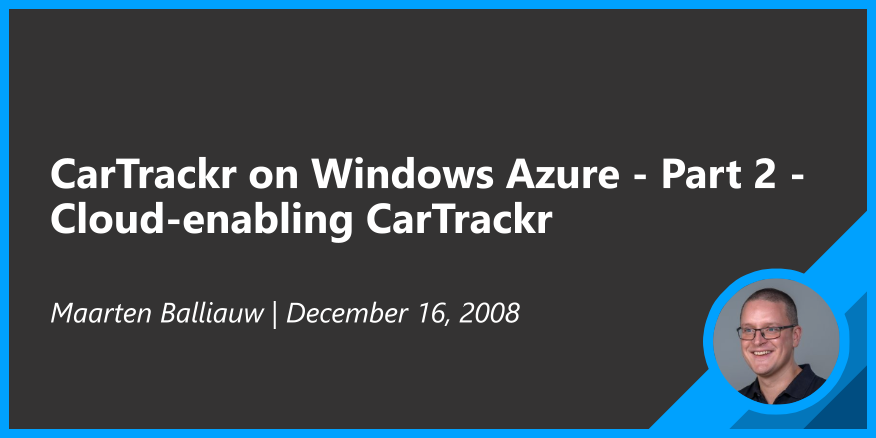 CarTrackr on Windows Azure - Part 2 -
Cloud-enabling CarTrackr
Maarten Balliauw | December 16, 2008